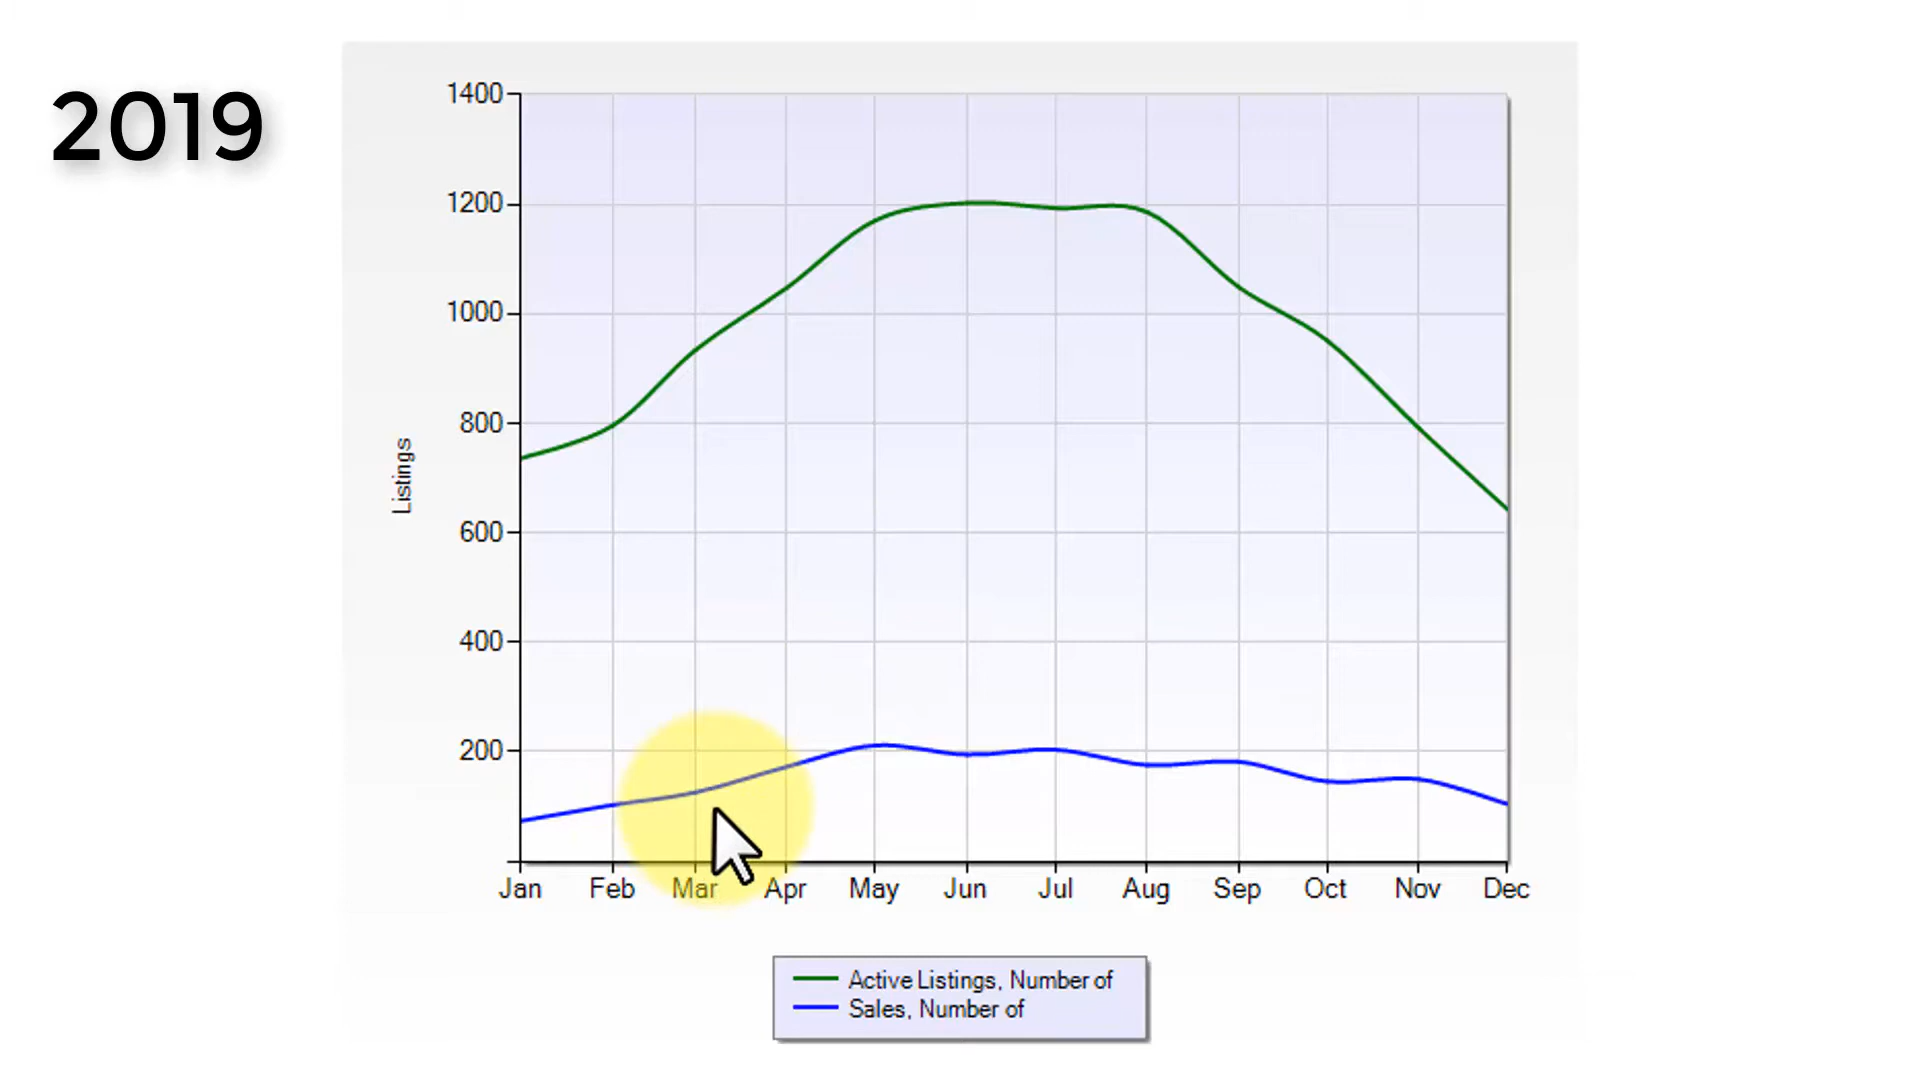 2019
1400
1200
1000
800
600
400
200
Listings
Jan Feb Mar Apr May Jun Jul Aug Sep Oct Nov Dec
Active Listings, Number of
Sales, Number of